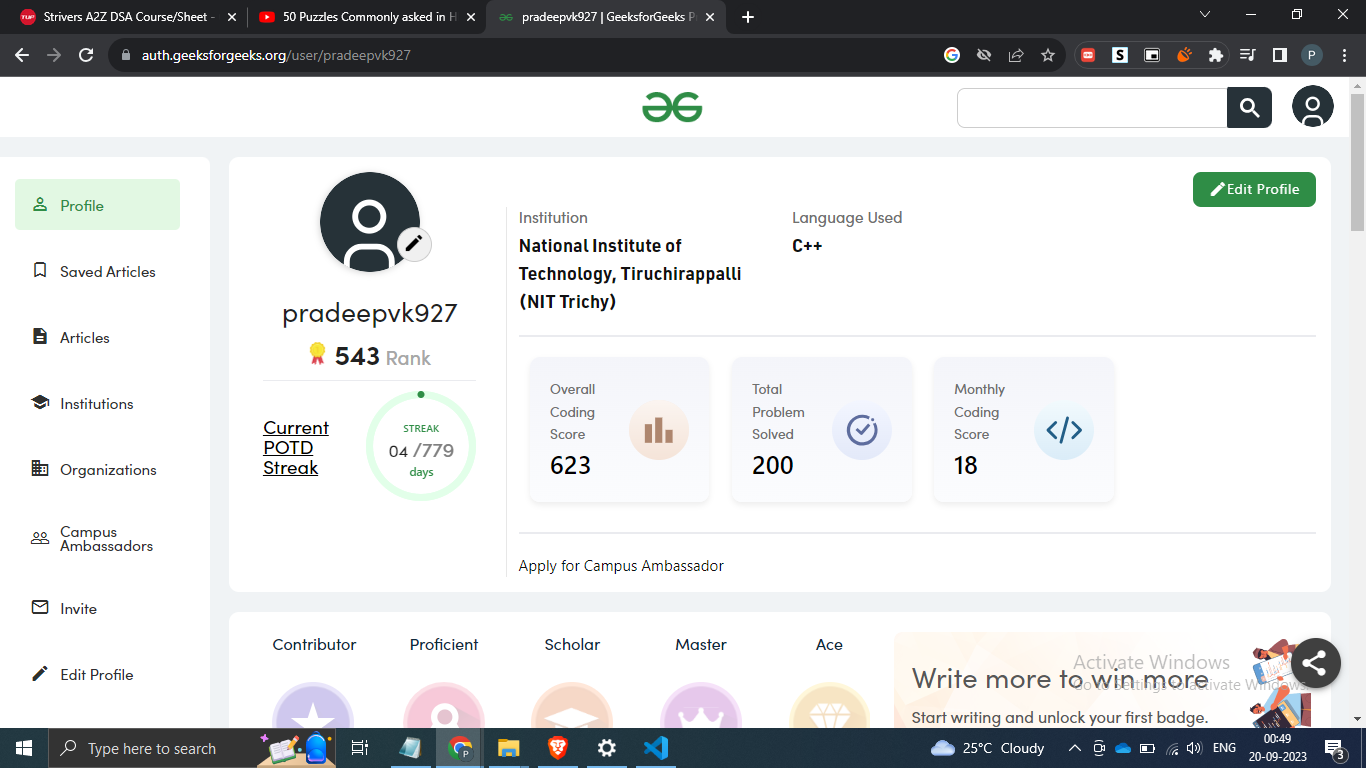 Strivers A2Z DSA Course/Sheet -
50 Puzzles Commonly asked in H
pradeepvk927 | GeeksforGeeks P
auth.geeksforgeeks.org/user/pradeepvk927
P
Profile
Saved Articles
Articles
Institutions
Organizations
Campus
Ambassadors
Invite
Edit Profile
pradeepvk927
543 Rank
Current
POTD
Streak
STREAK
04 /779
days
Edit Profile
Institution
National Institute of
Technology, Tiruchirappalli
(NIT Trichy)
Language Used
C++
Overall
Coding
Score
623
Total
Problem
Solved
200
Monthly
Coding
Score
18
Apply for Campus Ambassador
Contributor
Proficient
Scholar
Master
Ace
Write more to win more
Start writing and unlock your first badge.
Activate Windows
Go to Settings to activate Windows.
Type here to search
25°C Cloudy
ENG
00:49
20-09-2023
3